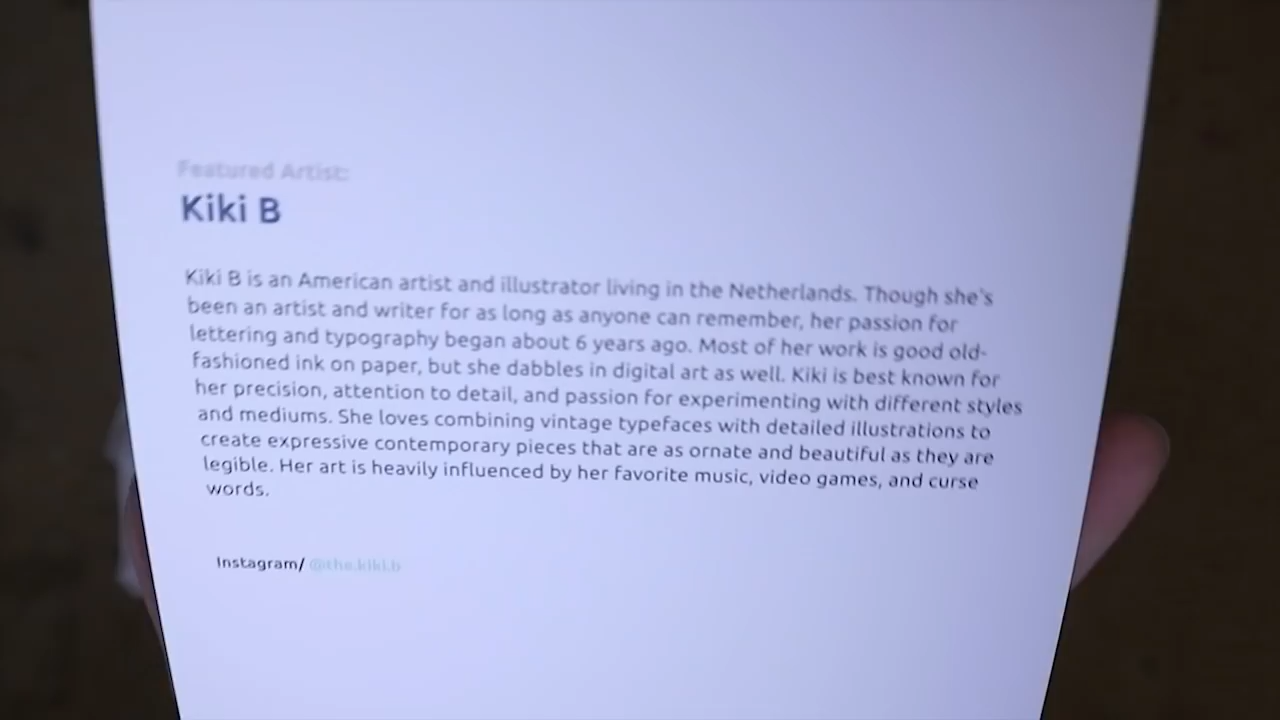 Featured Artist:
Kiki B
Kiki B is an American artist and illustrator living in the Netherlands. Though she's
been an artist and writer for as long as anyone can remember, her passion for
lettering and typography began about 6 years ago. Most of her work is good old-
fashioned ink on paper, but she dabbles in digital art as well. Kiki is best known for
her precision, attention to detail, and passion for experimenting with different styles
and mediums. She loves combining vintage typefaces with detailed illustrations to
create expressive contemporary pieces that are as ornate and beautiful as they are
legible. Her art is heavily influenced by her favorite music, video games, and curse
words.
Instagram/ @the.kiki.b